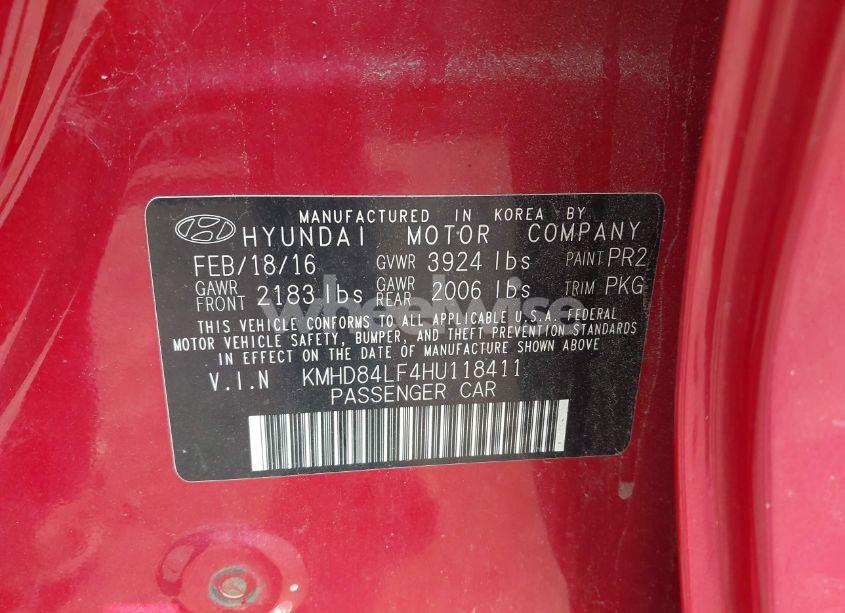 MANUFACTURED IN KOREA BY
HYUNDAI MOTOR COMPANY
FEB/18/16 GVWR 3924 lbs PAINT PR2
GAWR FRONT 2183 lbs GAWR REAR 2006 lbs TRIM PKG
THIS VEHICLE CONFORMS TO ALL APPLICABLE U.S.A. FEDERAL
MOTOR VEHICLE SAFETY, BUMPER, AND THEFT PREVENTION STANDARDS
IN EFFECT ON THE DATE OF MANUFACTURE SHOWN ABOVE
V.I.N KMHD84LF4HU118411
PASSENGER CAR
wheelwise